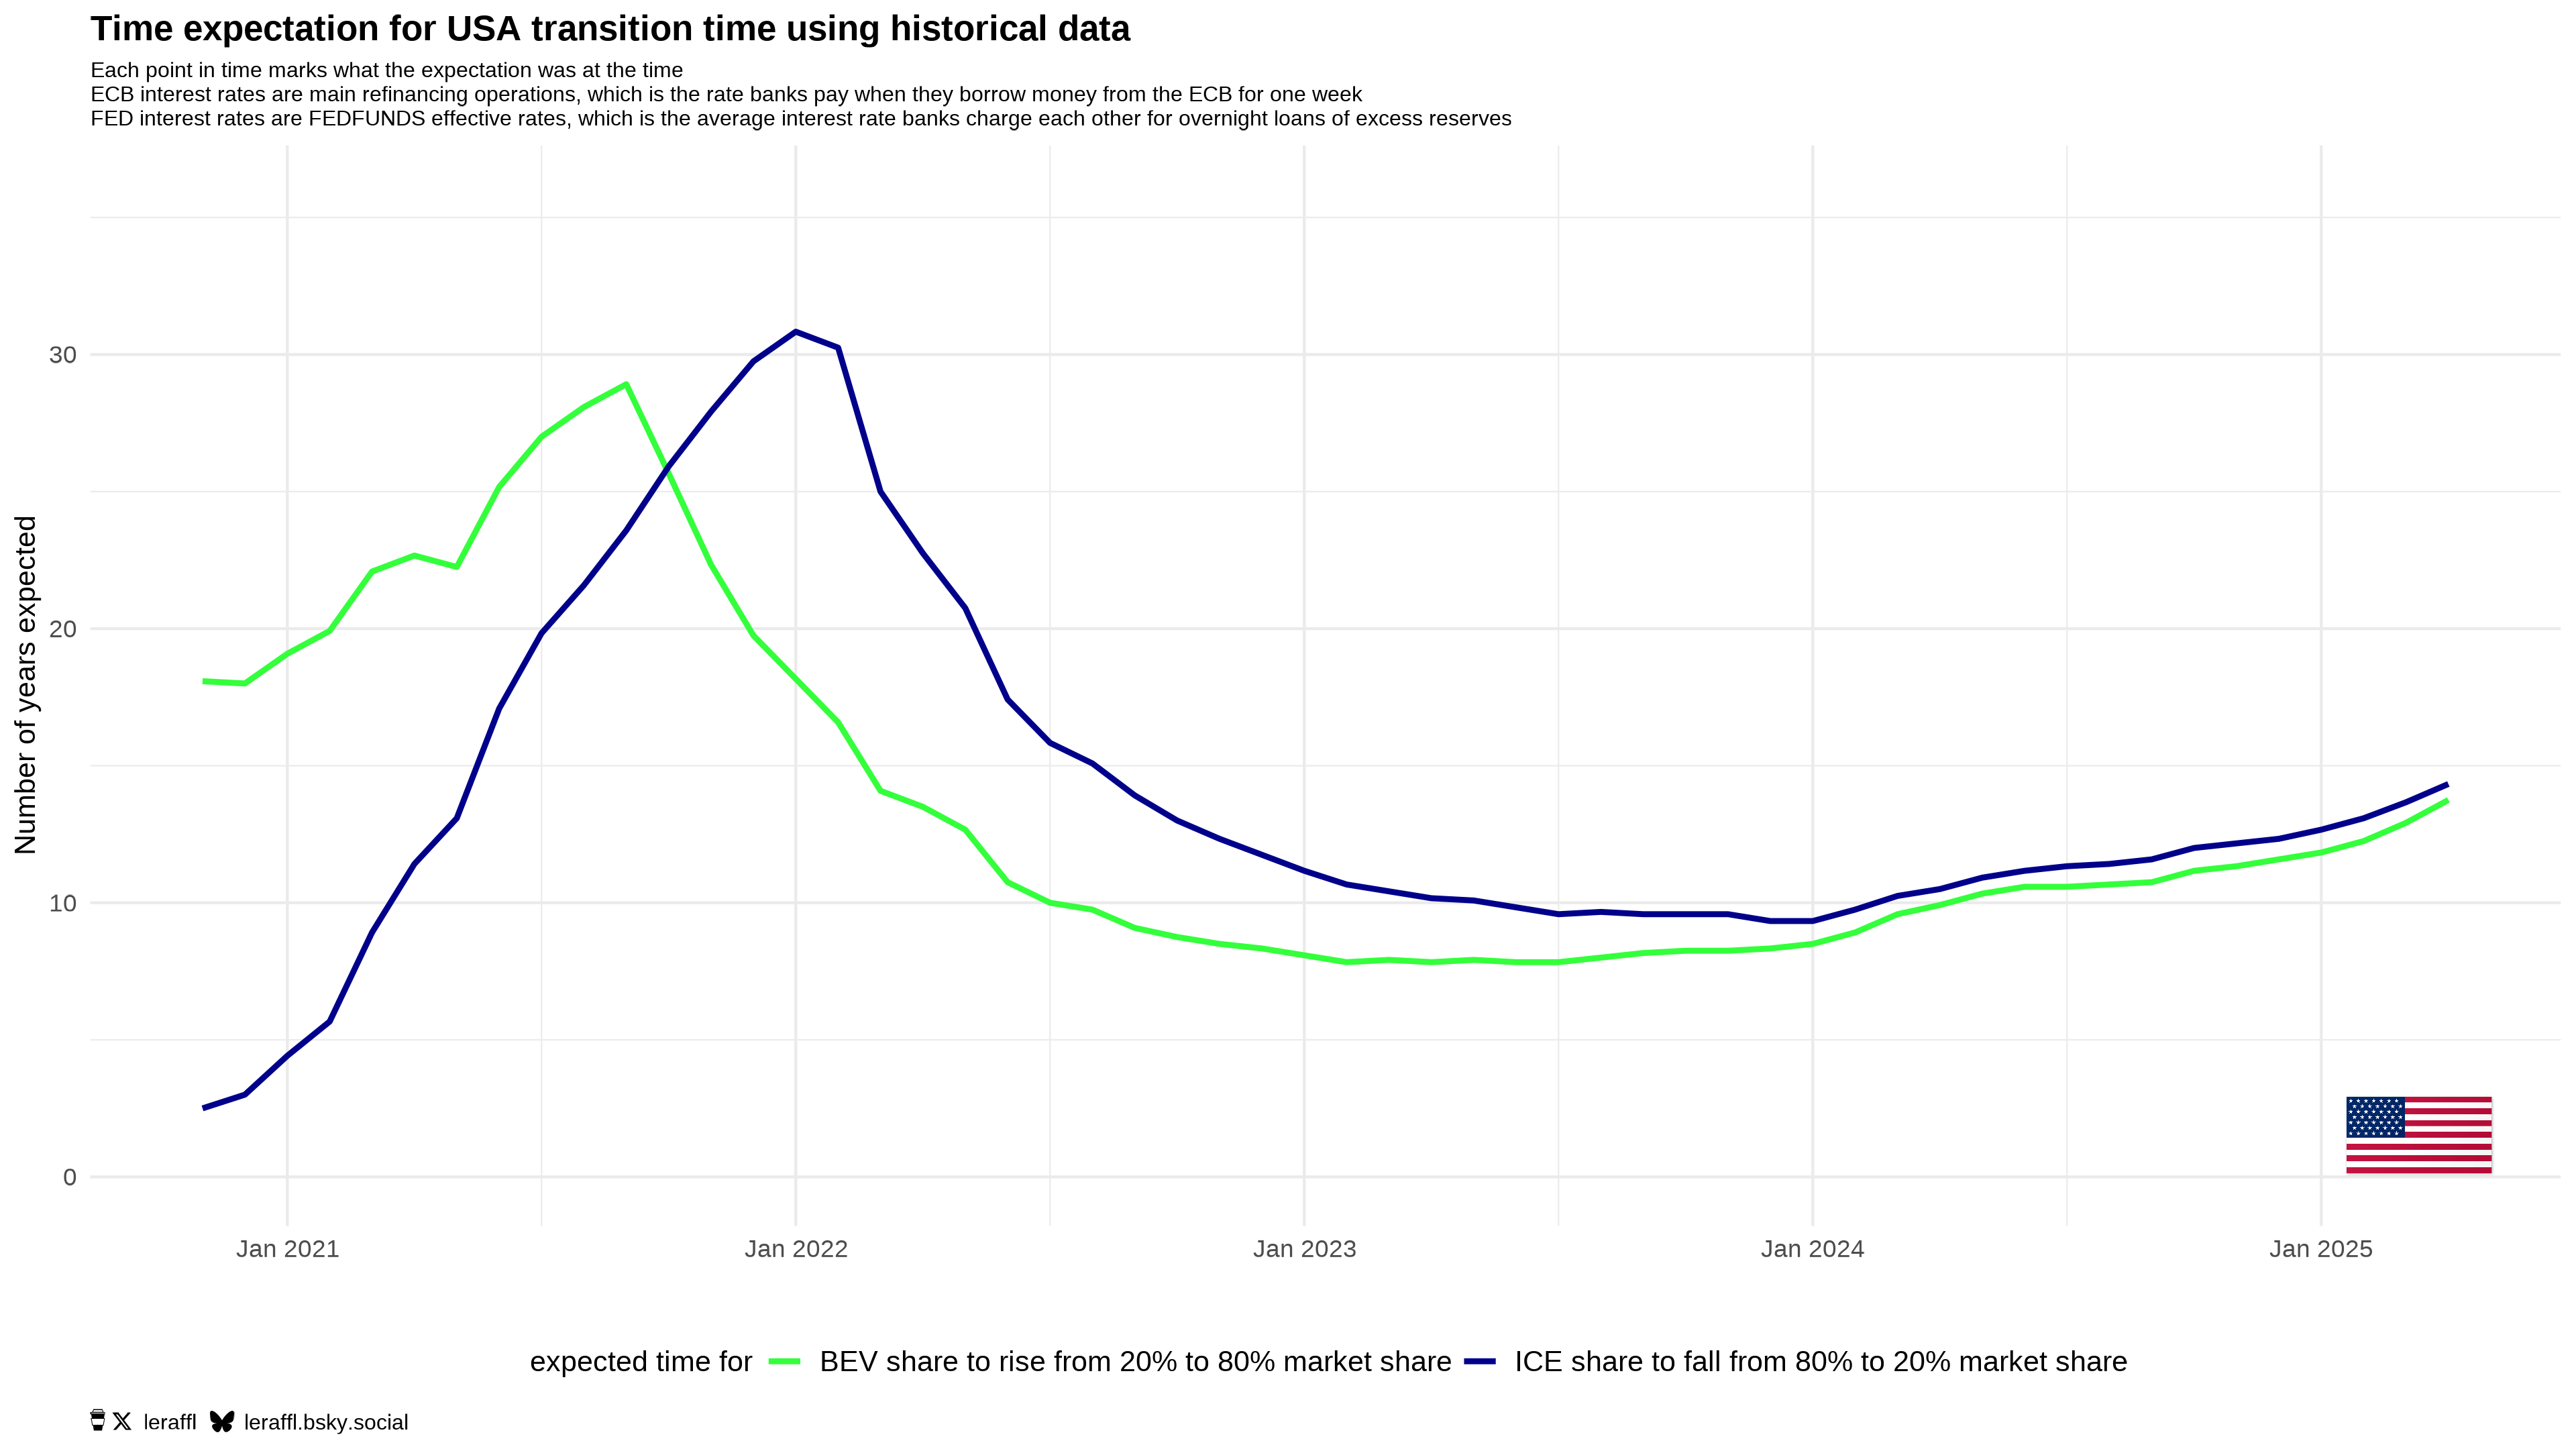 Time expectation for USA transition time using historical data
Each point in time marks what the expectation was at the time
ECB interest rates are main refinancing operations, which is the rate banks pay when they borrow money from the ECB for one week
FED interest rates are FEDFUNDS effective rates, which is the average interest rate banks charge each other for overnight loans of excess reserves
Number of years expected
30
20
10
0
Jan 2021 Jan 2022 Jan 2023 Jan 2024 Jan 2025
expected time for BEV share to rise from 20% to 80% market share ICE share to fall from 80% to 20% market share
leraffl leraffl.bsky.social